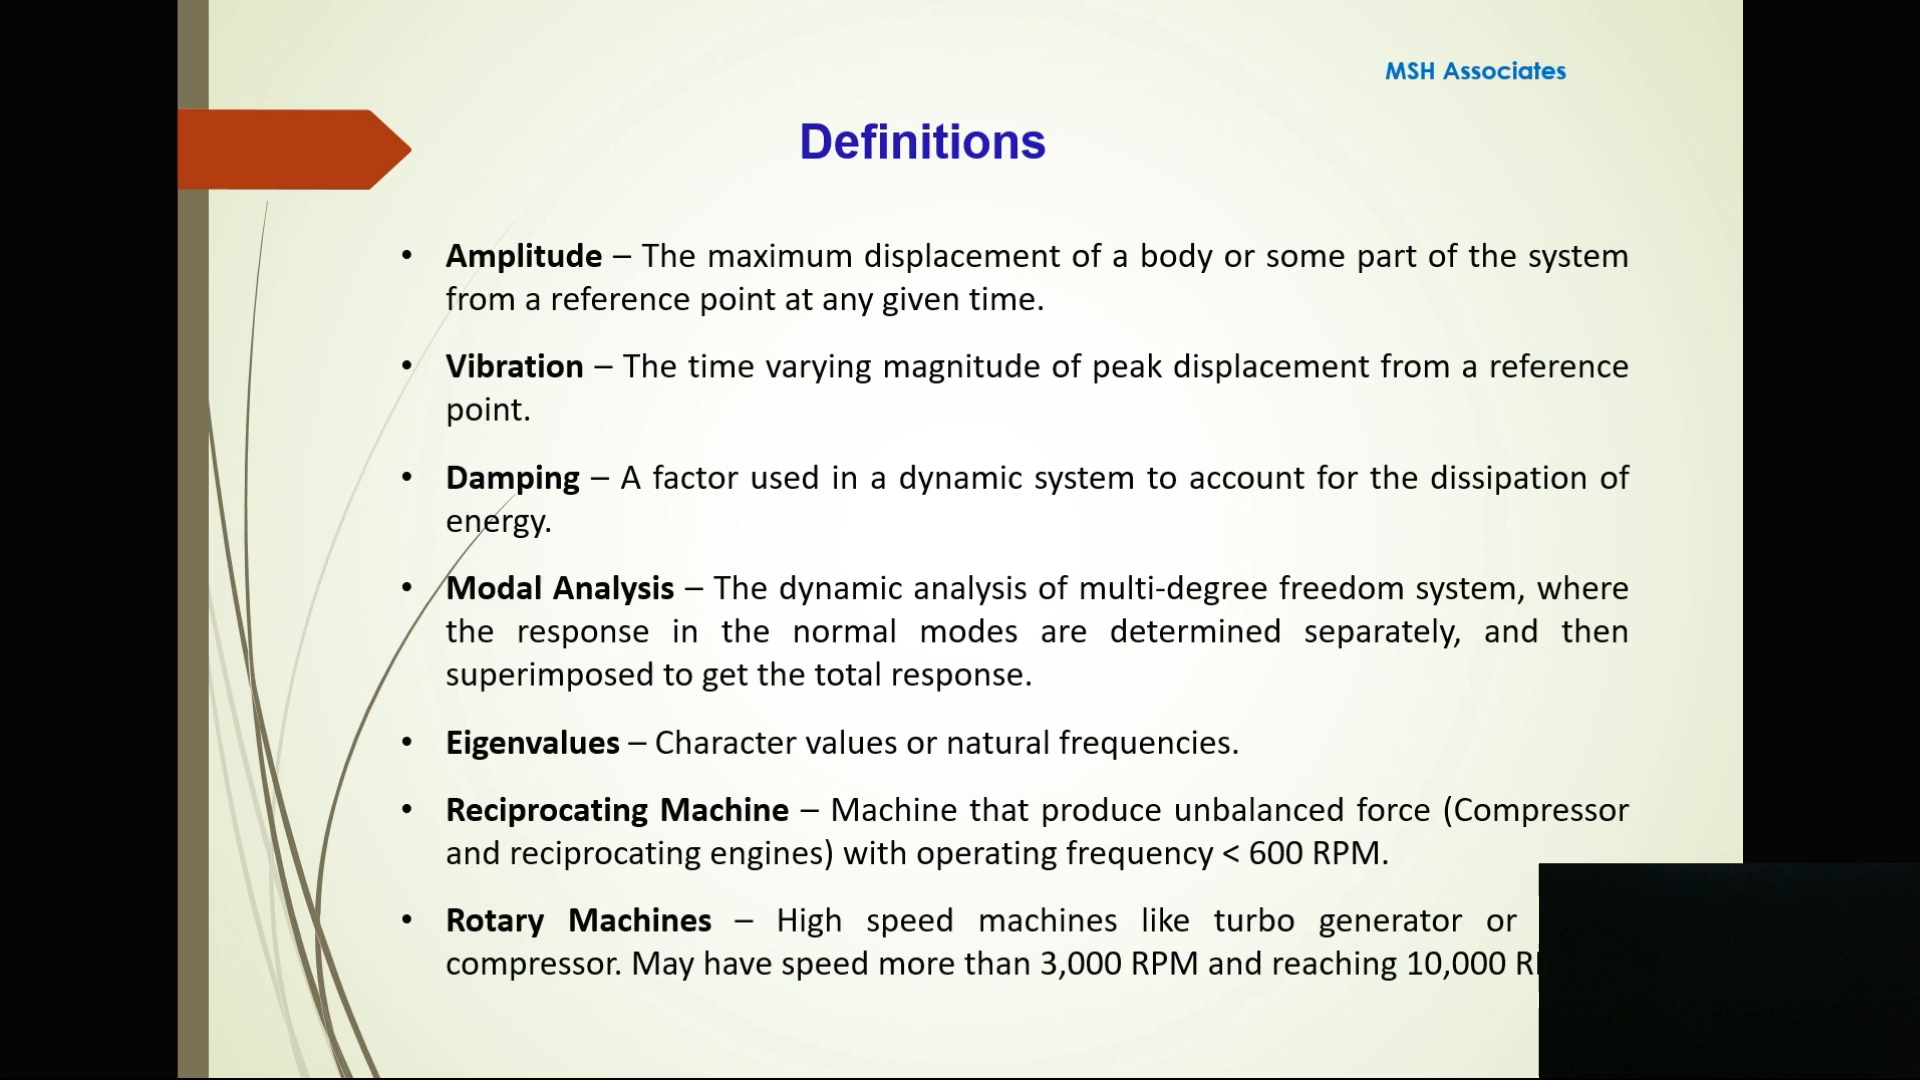 MSH Associates
Definitions
• Amplitude – The maximum displacement of a body or some part of the system
from a reference point at any given time.
• Vibration – The time varying magnitude of peak displacement from a reference
point.
• Damping – A factor used in a dynamic system to account for the dissipation of
energy.
• Modal Analysis – The dynamic analysis of multi-degree freedom system, where
the response in the normal modes are determined separately, and then
superimposed to get the total response.
• Eigenvalues – Character values or natural frequencies.
• Reciprocating Machine – Machine that produce unbalanced force (Compressor
and reciprocating engines) with operating frequency < 600 RPM.
• Rotary Machines – High speed machines like turbo generator or
compressor. May have speed more than 3,000 RPM and reaching 10,000